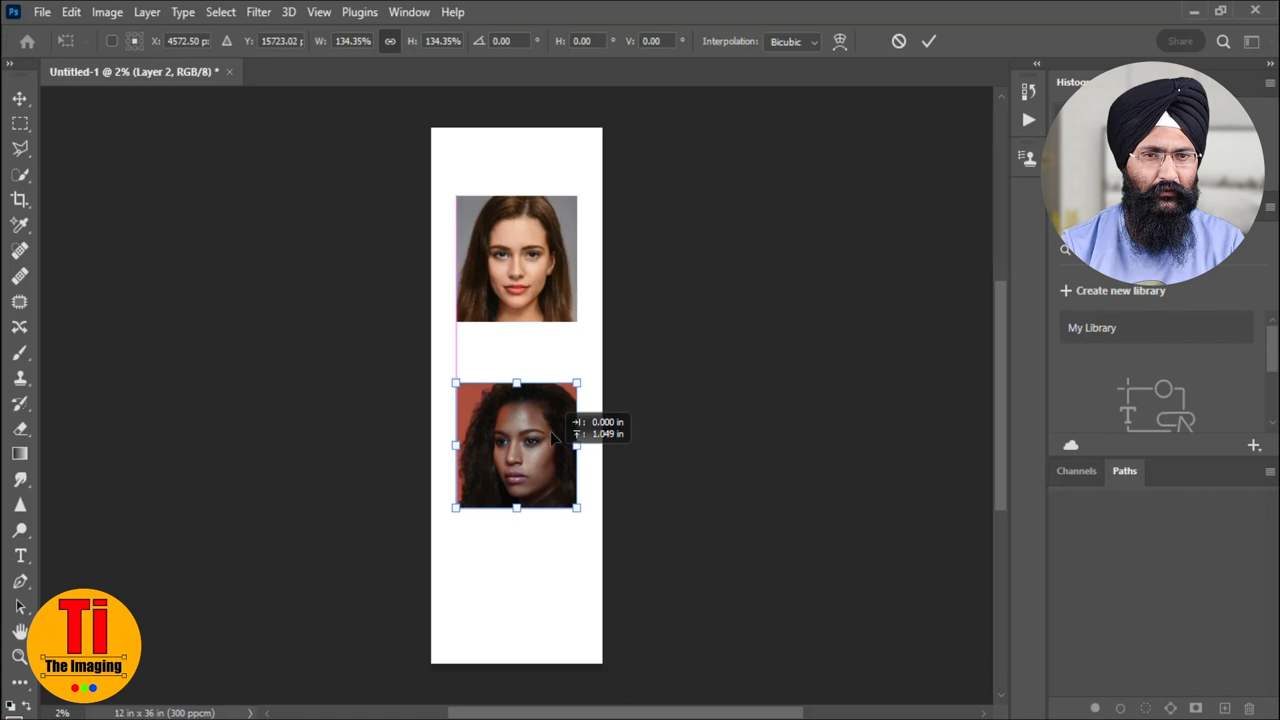 Ps File Edit Image Layer Type Select Filter 3D View Plugins Window Help
X: 4572.50 p: Y: 15723.02 p W: 134.35% H: 134.35% 0.00 ° H: 0.00 ° V: 0.00 ° Interpolation: Bicubic Share
Untitled-1 @ 2% (Layer 2, RGB/8) * ×
Histog
Create new library
My Library
0.000 in
1.049 in
Channels Paths
Ti
The Imaging
2% 12 in x 36 in (300 ppcm)